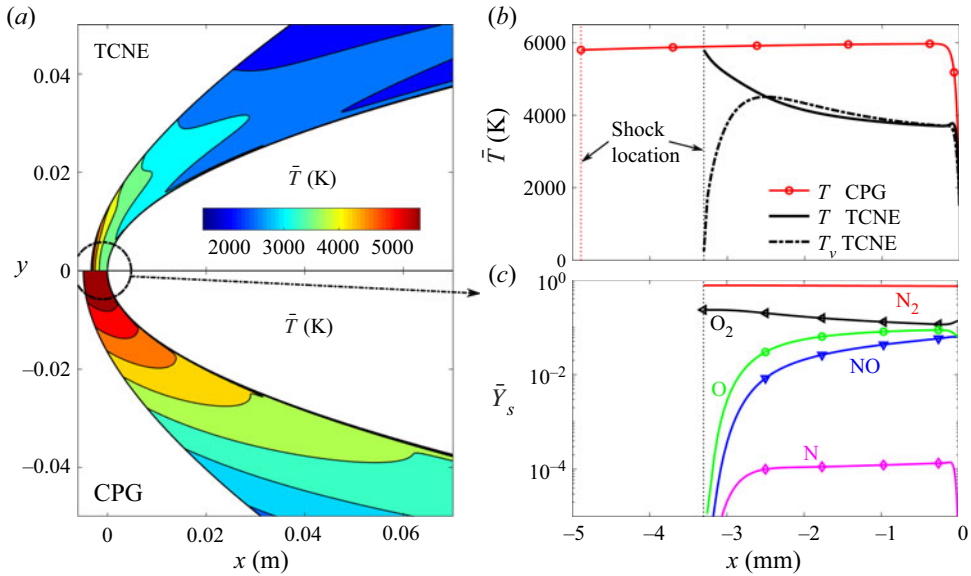 (a)
TCNE
0.04
0.02
T̄ (K)
2000 3000 4000 5000
y
0
T̄ (K)
−0.02
−0.04
CPG
0 0.02 0.04 0.06
x (m)
(b)
6000
4000
T̄ (K)
2000
0
Shock
location
T CPG
T TCNE
Tᵥ TCNE
(c)
10⁰
N₂
O₂
10⁻²
O
NO
Ȳₛ
N
10⁻⁴
−5 −4 −3 −2 −1 0
x (mm)